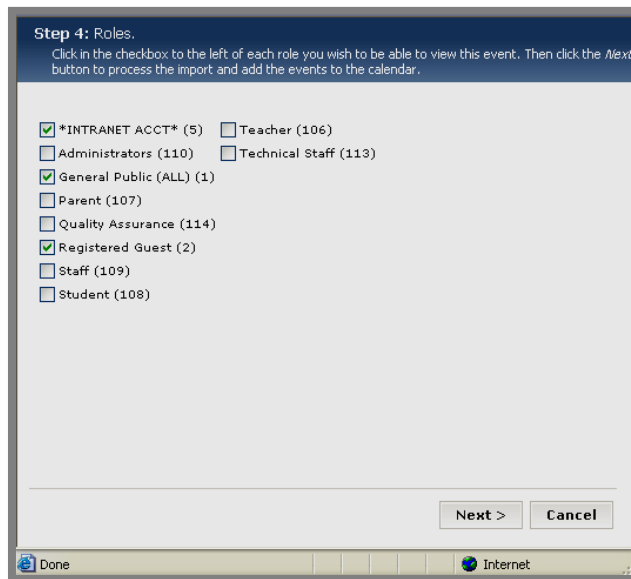 Step 4: Roles.
Click in the checkbox to the left of each role you wish to be able to view this event. Then click the Next
button to process the import and add the events to the calendar.
*INTRANET ACCT* (5) Teacher (106)
Administrators (110) Technical Staff (113)
General Public (ALL) (1)
Parent (107)
Quality Assurance (114)
Registered Guest (2)
Staff (109)
Student (108)
Next > Cancel
Done Internet